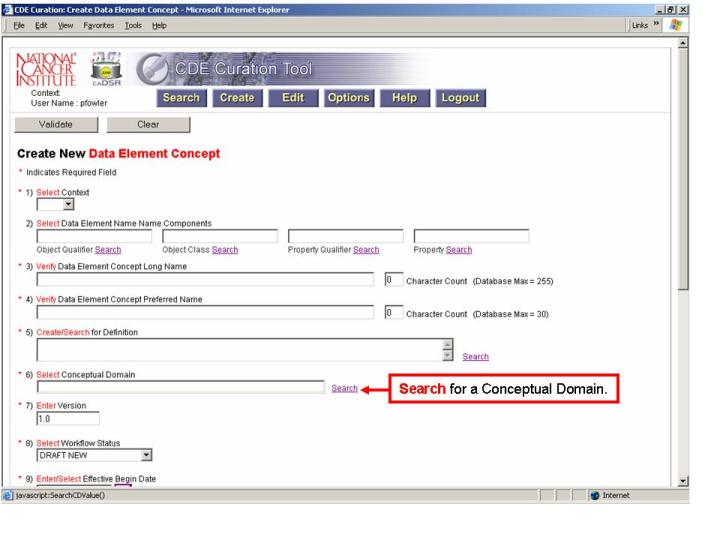 CDE Curation: Create Data Element Concept - Microsoft Internet Explorer
File Edit View Favorites Tools Help Links »
NATIONAL CANCER INSTITUTE caDSR CDE Curation Tool
Context:
User Name : pfowler
Search Create Edit Options Help Logout
Validate Clear
Create New Data Element Concept
* Indicates Required Field
* 1) Select Context
2) Select Data Element Name Name Components
Object Qualifier Search Object Class Search Property Qualifier Search Property Search
* 3) Verify Data Element Concept Long Name
0 Character Count (Database Max = 255)
* 4) Verify Data Element Concept Preferred Name
0 Character Count (Database Max = 30)
* 5) Create/Search for Definition
Search
* 6) Select Conceptual Domain
Search
Search for a Conceptual Domain.
* 7) Enter Version
1.0
* 8) Select Workflow Status
DRAFT NEW
* 9) Enter/Select Effective Begin Date
javascript:SearchCDValue() Internet